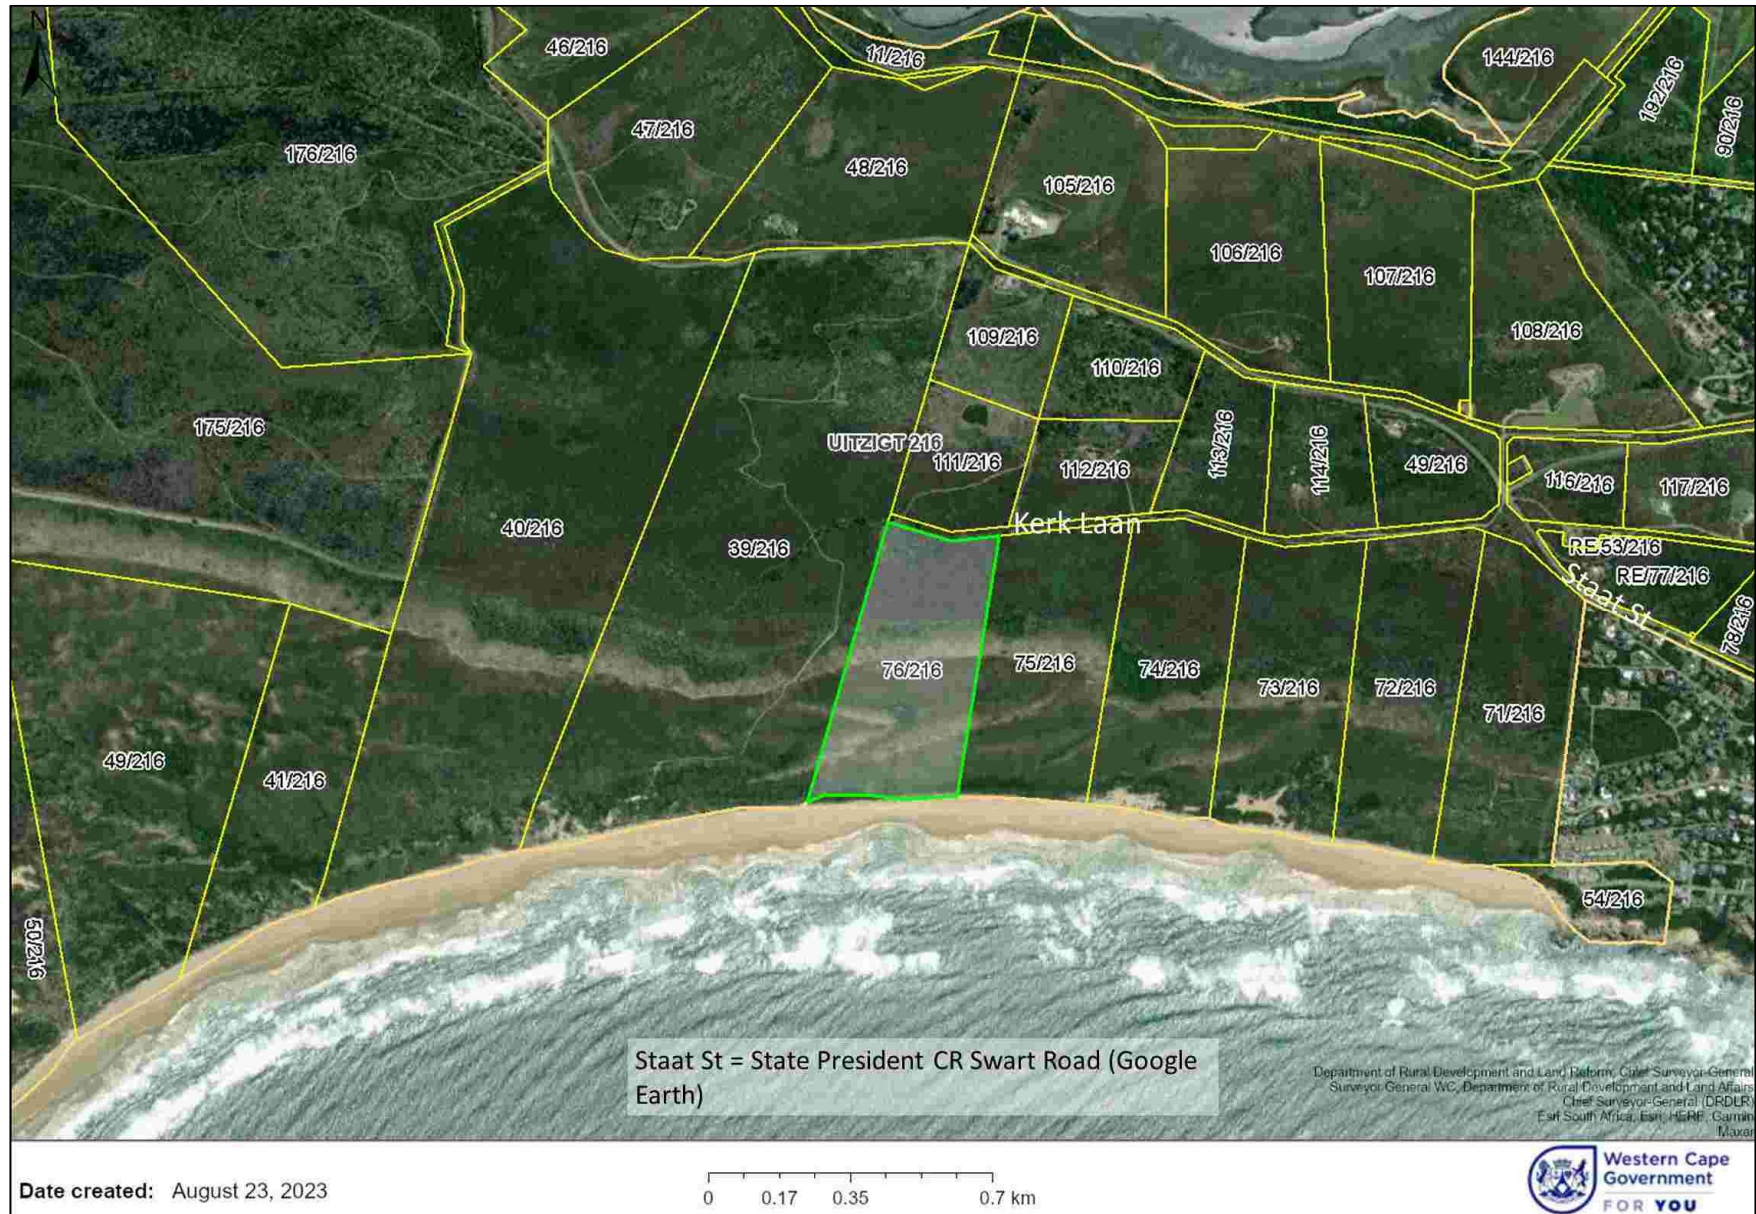 N
46/216
11/216
144/216
192/216
90/216
47/216
176/216
48/216
105/216
106/216
107/216
108/216
109/216
110/216
175/216
UITZIGT 216
111/216
112/216
113/216
114/216
49/216
116/216
117/216
40/216
39/216
Kerk Laan
RE53/216
RE/77/216
Staat St
78/216
76/216
75/216
74/216
73/216
72/216
71/216
49/216
41/216
54/216
50/216
Staat St = State President CR Swart Road (Google
Earth)
Department of Rural Development and Land Reform, Chief Surveyor-General
Surveyor General WC, Department of Rural Development and Land Affairs
Chief Surveyor-General (DRDLR)
Esri South Africa, Esri, HERE, Garmin
Maxar
Date created: August 23, 2023
0 0.17 0.35 0.7 km
Western Cape
Government
FOR YOU